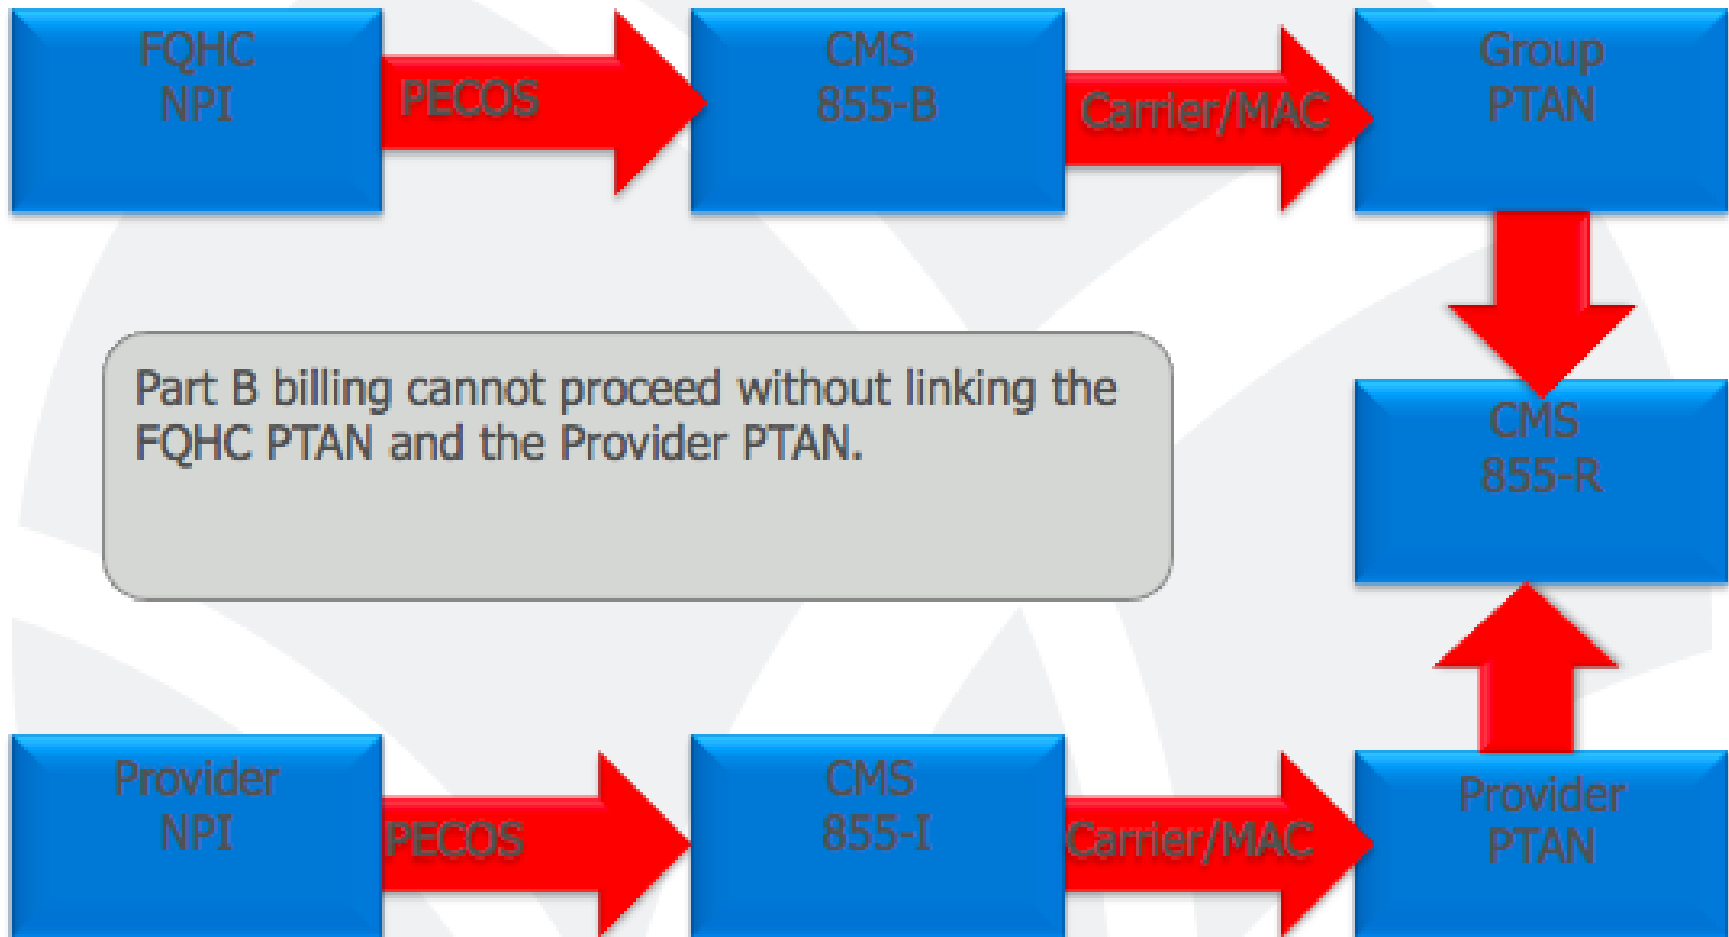 FQHC
NPI
PECOS
CMS
855-B
Carrier/MAC
Group
PTAN
Part B billing cannot proceed without linking the
FQHC PTAN and the Provider PTAN.
CMS
855-R
Provider
NPI
PECOS
CMS
855-I
Carrier/MAC
Provider
PTAN